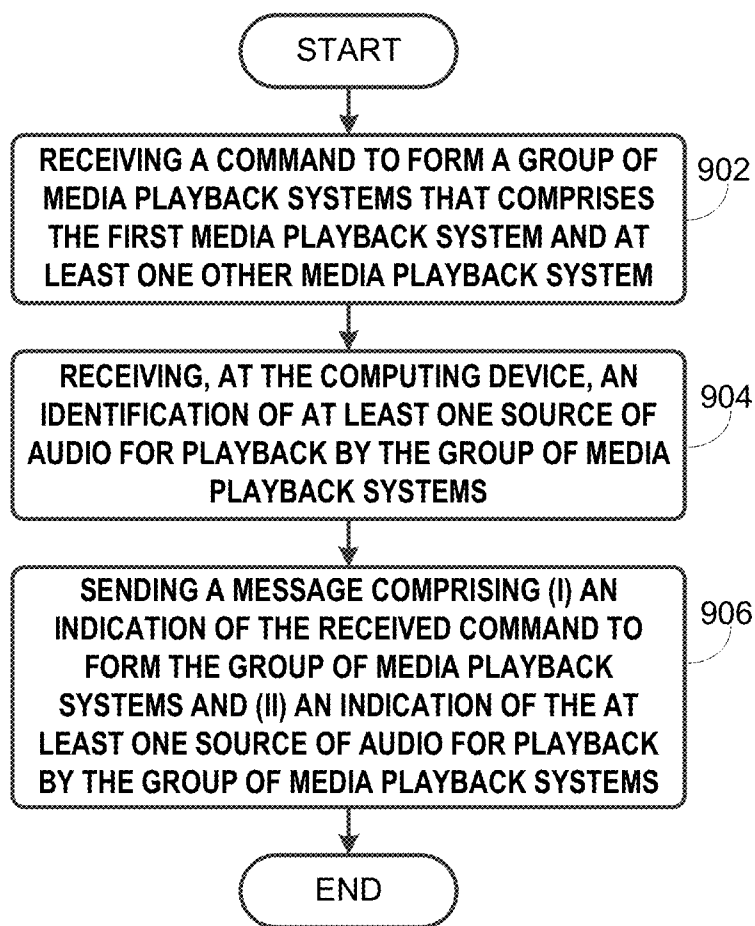 START
RECEIVING A COMMAND TO FORM A GROUP OF
MEDIA PLAYBACK SYSTEMS THAT COMPRISES
THE FIRST MEDIA PLAYBACK SYSTEM AND AT
LEAST ONE OTHER MEDIA PLAYBACK SYSTEM
902
RECEIVING, AT THE COMPUTING DEVICE, AN
IDENTIFICATION OF AT LEAST ONE SOURCE OF
AUDIO FOR PLAYBACK BY THE GROUP OF MEDIA
PLAYBACK SYSTEMS
904
SENDING A MESSAGE COMPRISING (I) AN
INDICATION OF THE RECEIVED COMMAND TO
FORM THE GROUP OF MEDIA PLAYBACK
SYSTEMS AND (II) AN INDICATION OF THE AT
LEAST ONE SOURCE OF AUDIO FOR PLAYBACK
BY THE GROUP OF MEDIA PLAYBACK SYSTEMS
906
END